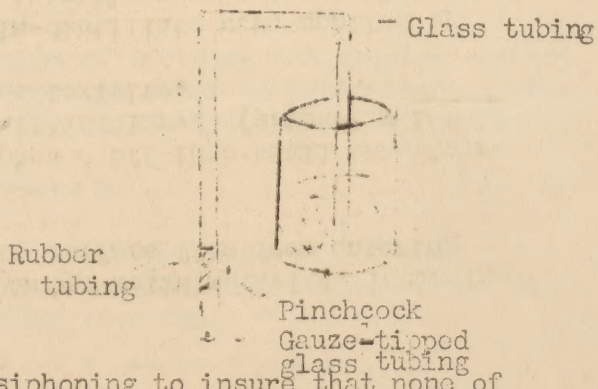 Glass tubing
Rubber
tubing
Pinchcock
Gauze-tipped
glass tubing
siphoning to insure that none of